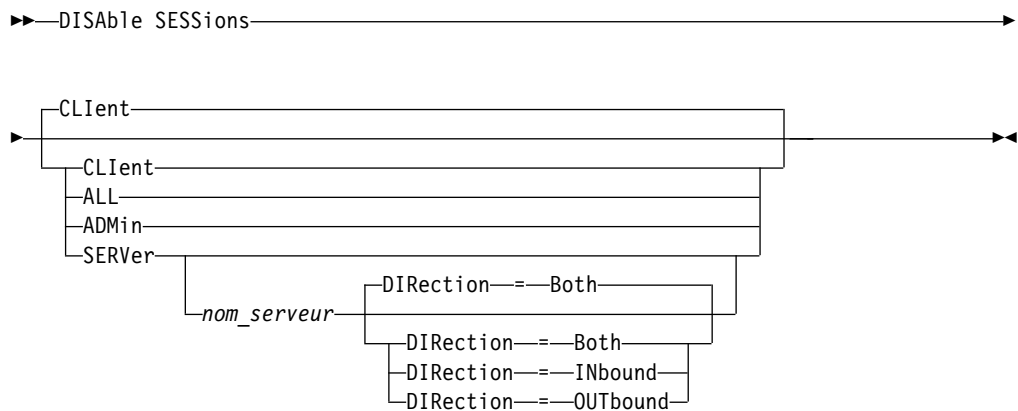 DISAble SESSions
CLIent
CLIent
ALL
ADMin
SERVer
DIRection = Both
nom_serveur
DIRection = Both
DIRection = INbound
DIRection = OUTbound